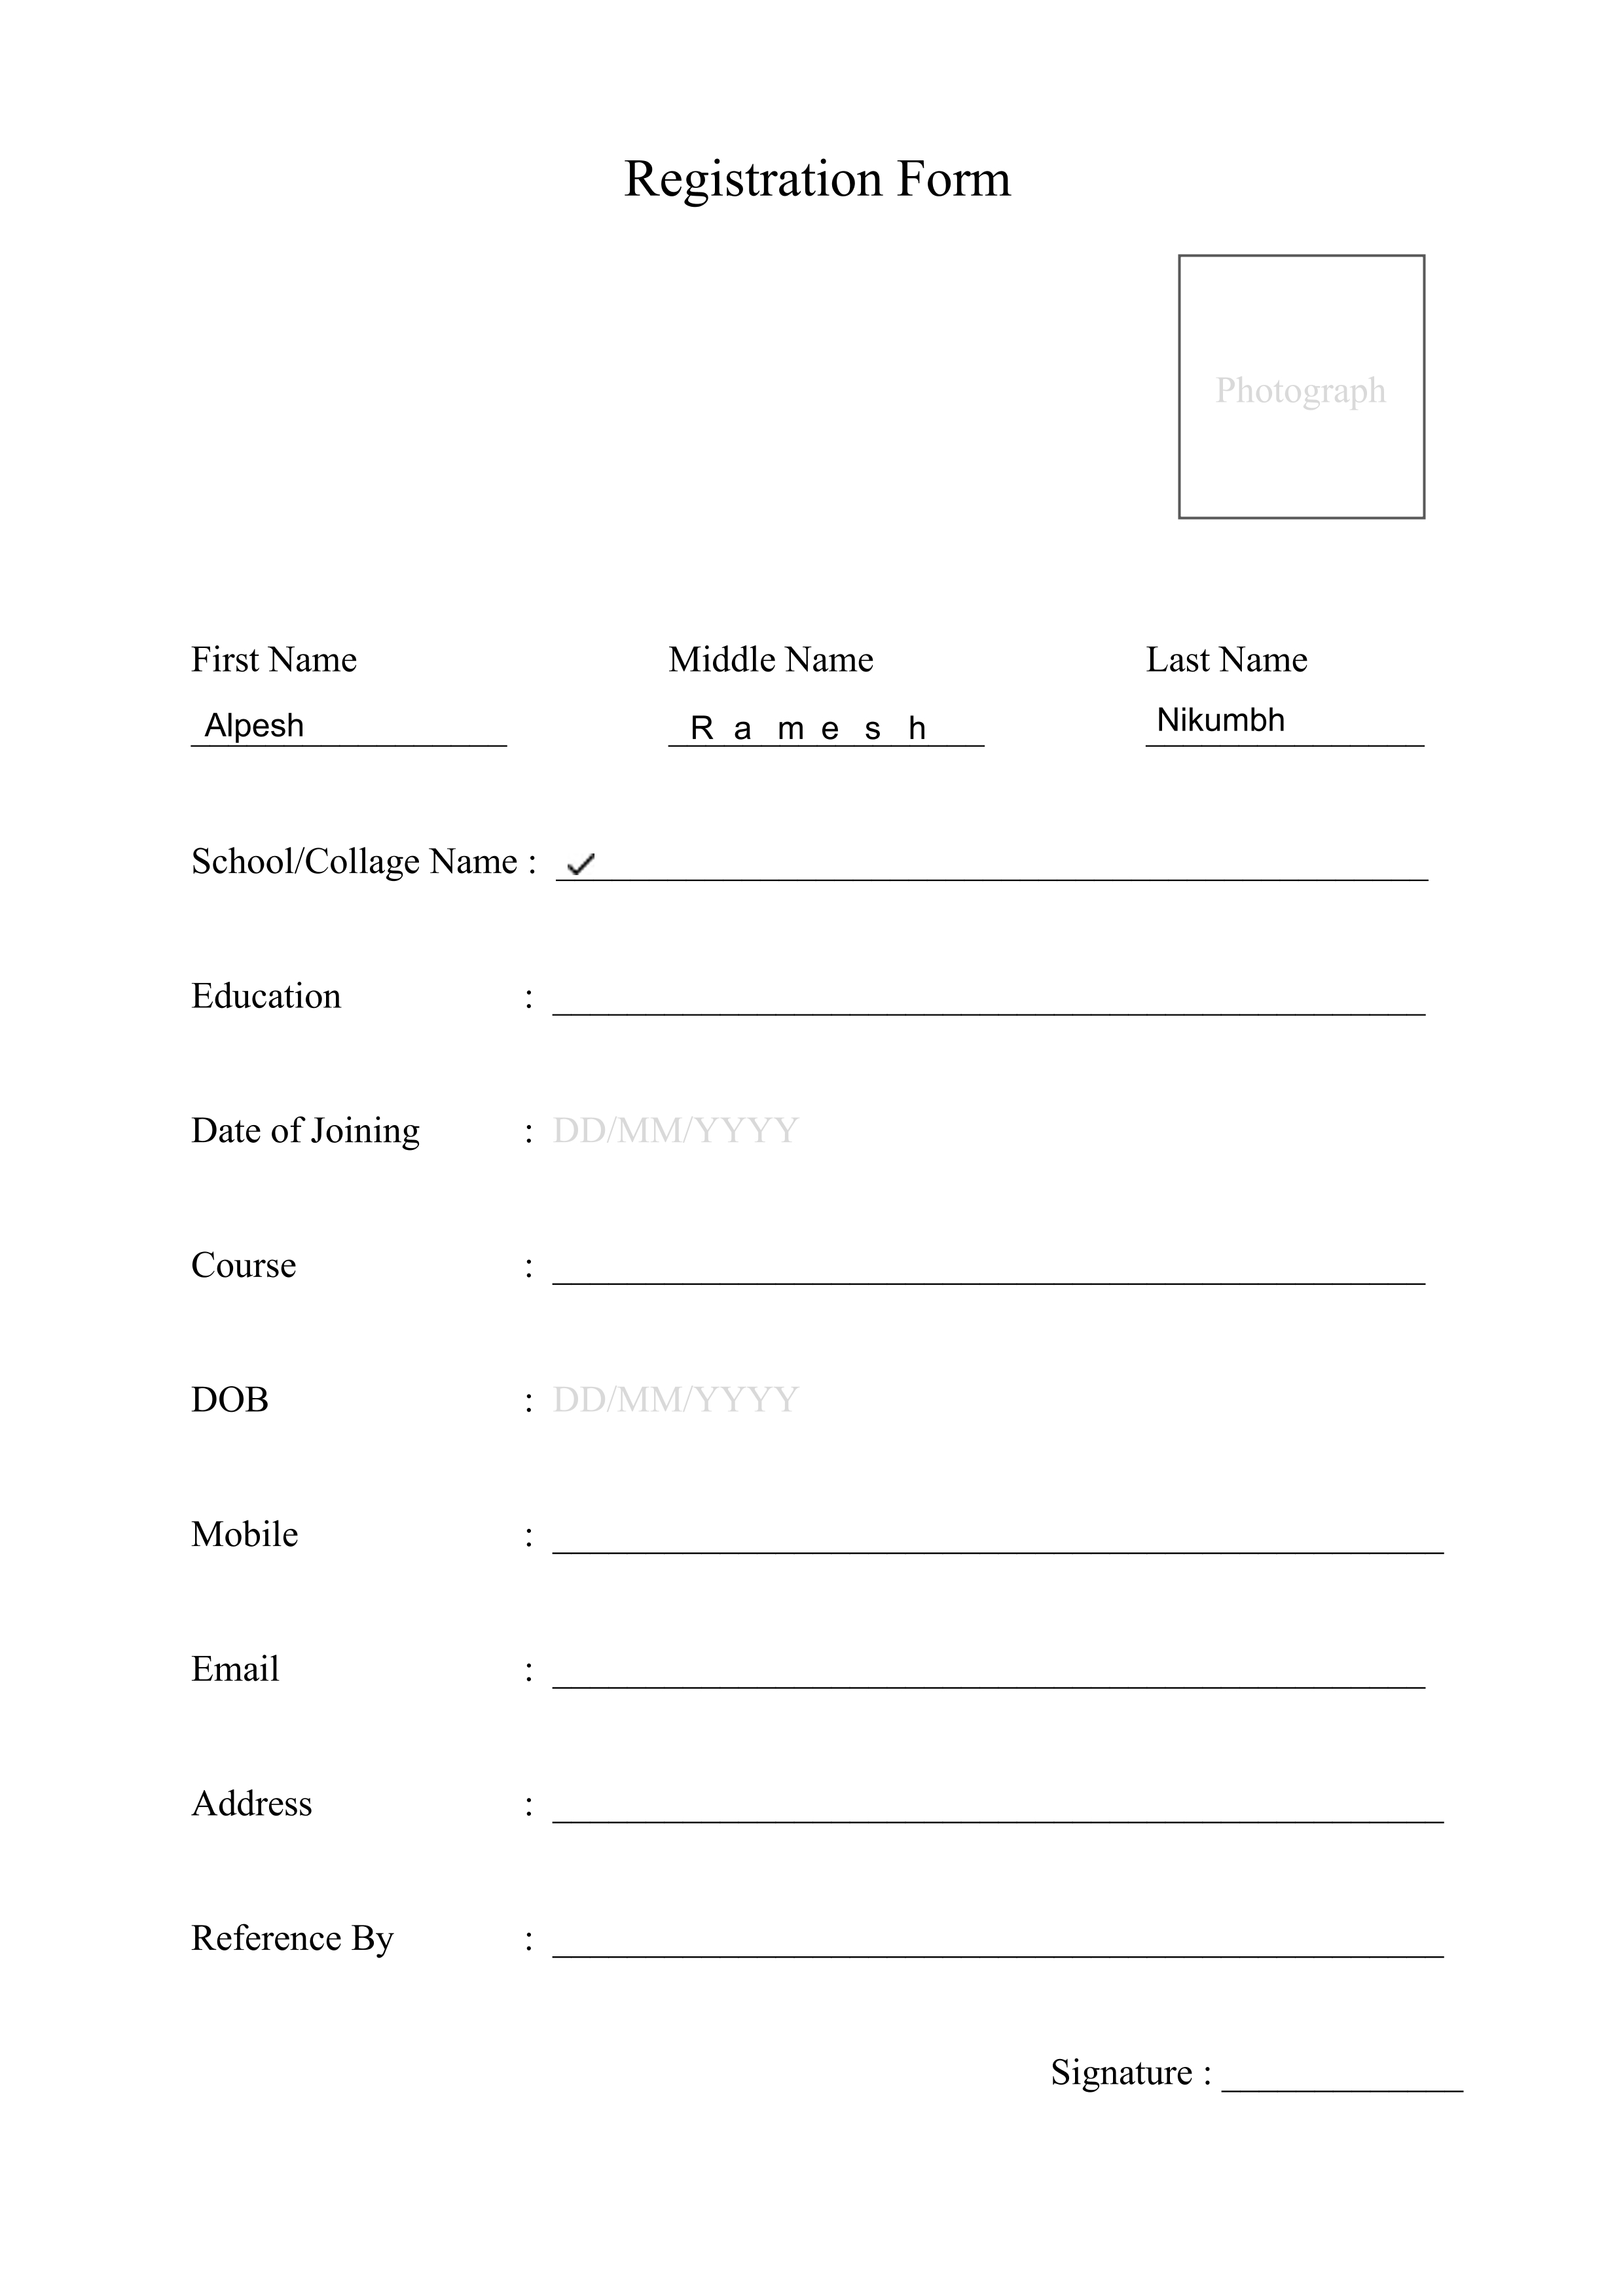 Registration Form
Photograph
First Name Middle Name Last Name
Alpesh R a m e s h Nikumbh
School/Collage Name : ✓
Education :
Date of Joining : DD/MM/YYYY
Course :
DOB : DD/MM/YYYY
Mobile :
Email :
Address :
Reference By :
Signature :